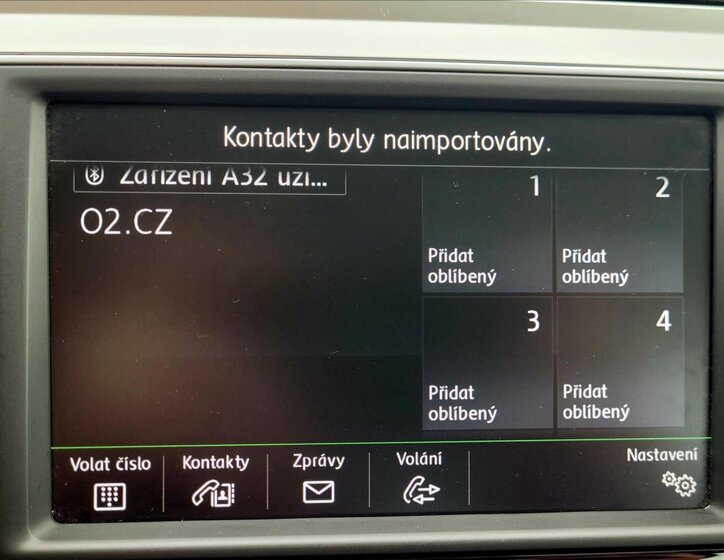 Kontakty byly naimportovány.
Zařízení A32 uži...
O2.CZ
1
2
Přidat
oblíbený
Přidat
oblíbený
3
4
Přidat
oblíbený
Přidat
oblíbený
Volat číslo
Kontakty
Zprávy
Volání
Nastavení